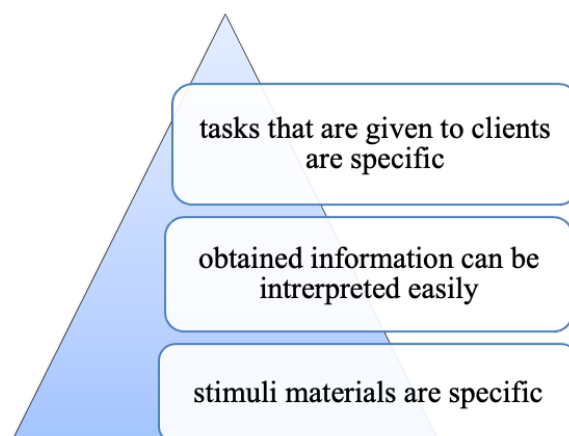 tasks that are given to clients
are specific
obtained information can be
intrerpreted easily
stimuli materials are specific